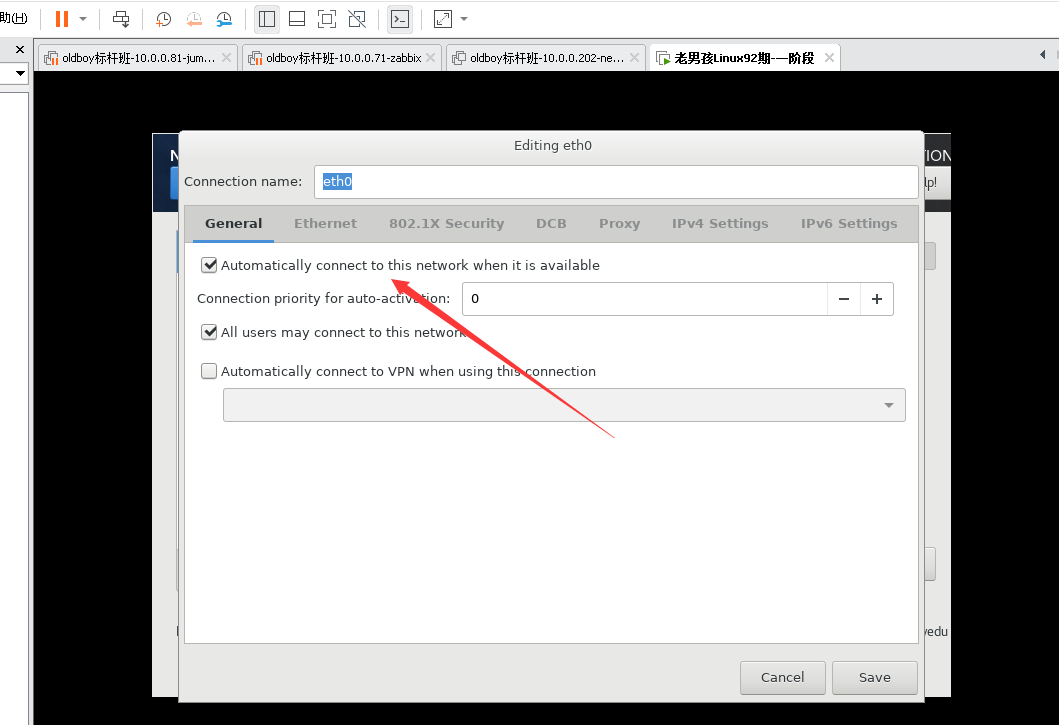 助(H)
oldboy标杆班-10.0.0.81-jum...
oldboy标杆班-10.0.0.71-zabbix
oldboy标杆班-10.0.0.202-ne...
老男孩Linux92期-一阶段
Editing eth0
Connection name:
eth0
General
Ethernet
802.1X Security
DCB
Proxy
IPv4 Settings
IPv6 Settings
Automatically connect to this network when it is available
Connection priority for auto-activation:
0
All users may connect to this network
Automatically connect to VPN when using this connection
Cancel
Save